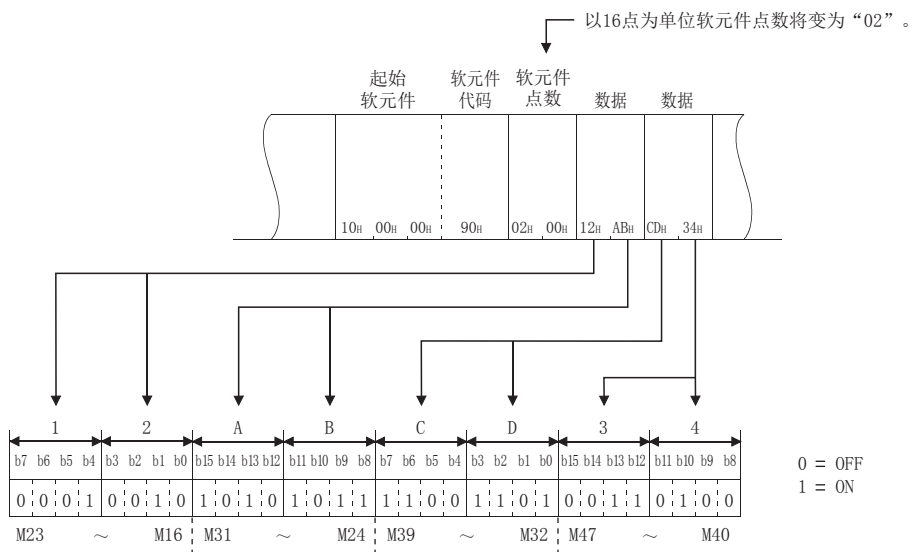 以16点为单位软元件点数将变为“02”。
起始 软元件 软元件
软元件 代码 点数 数据 数据
10H 00H 00H 90H 02H 00H 12H ABH CDH 34H
1 2 A B C D 3 4
b7 b6 b5 b4 b3 b2 b1 b0 b15 b14 b13 b12 b11 b10 b9 b8 b7 b6 b5 b4 b3 b2 b1 b0 b15 b14 b13 b12 b11 b10 b9 b8
0 0 0 1 0 0 1 0 1 0 1 0 1 0 1 1 1 1 0 0 1 1 0 1 0 0 1 1 0 1 0 0
M23 ～ M16 M31 ～ M24 M39 ～ M32 M47 ～ M40
0 = OFF
1 = ON